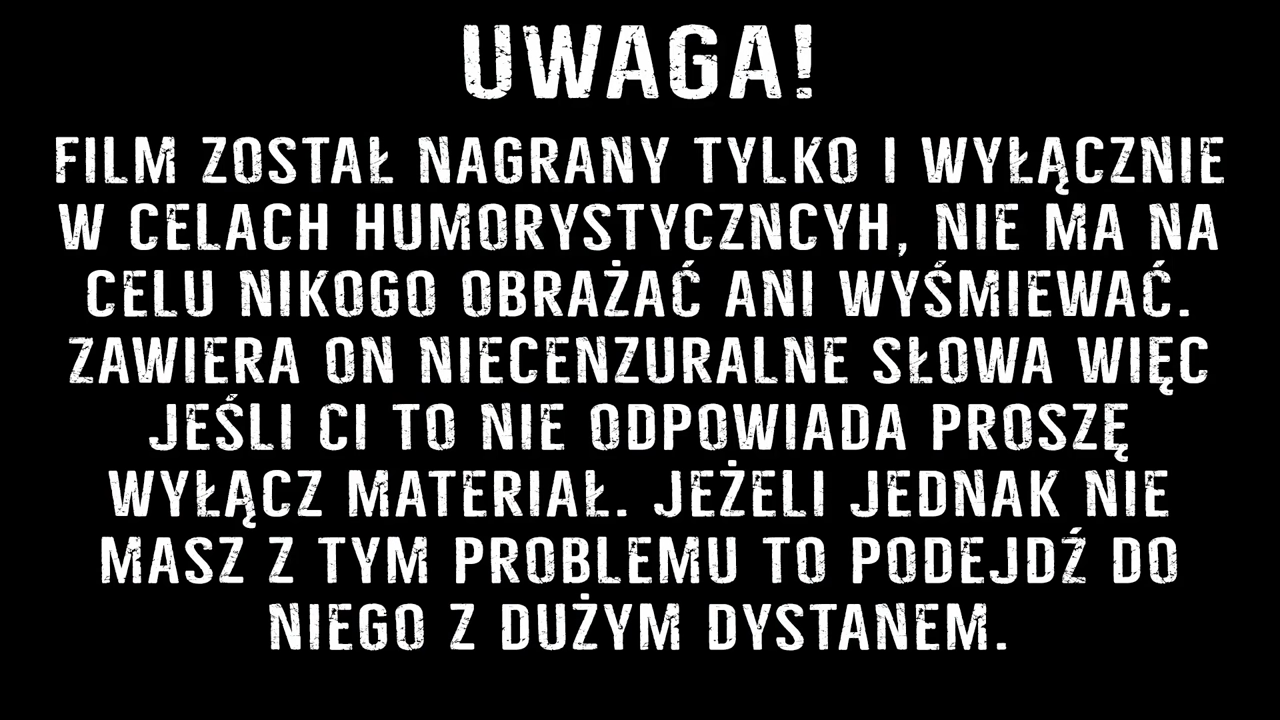 UWAGA!
FILM ZOSTAŁ NAGRANY TYLKO I WYŁĄCZNIE
W CELACH HUMORYSTYCZNCYH, NIE MA NA
CELU NIKOGO OBRAŻAĆ ANI WYŚMIEWAĆ.
ZAWIERA ON NIECENZURALNE SŁOWA WIĘC
JEŚLI CI TO NIE ODPOWIADA PROSZĘ
WYŁĄCZ MATERIAŁ. JEŻELI JEDNAK NIE
MASZ Z TYM PROBLEMU TO PODEJDŹ DO
NIEGO Z DUŻYM DYSTANEM.